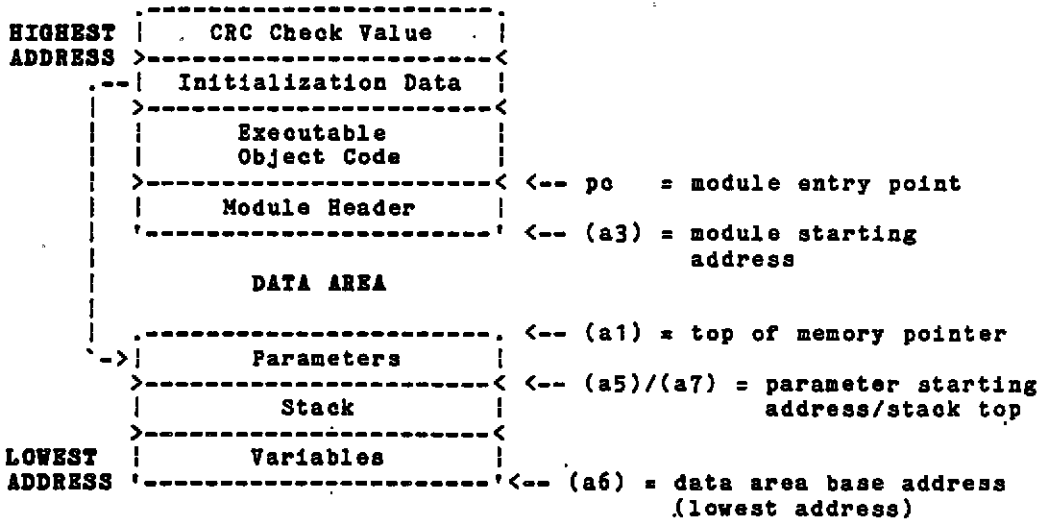 HIGHEST ADDRESS
CRC Check Value
Initialization Data
Executable
Object Code
<-- pc = module entry point
Module Header
<-- (a3) = module starting
address
DATA AREA
<-- (a1) = top of memory pointer
Parameters
<-- (a5)/(a7) = parameter starting
address/stack top
Stack
LOWEST ADDRESS
Variables
<-- (a6) = data area base address
(lowest address)